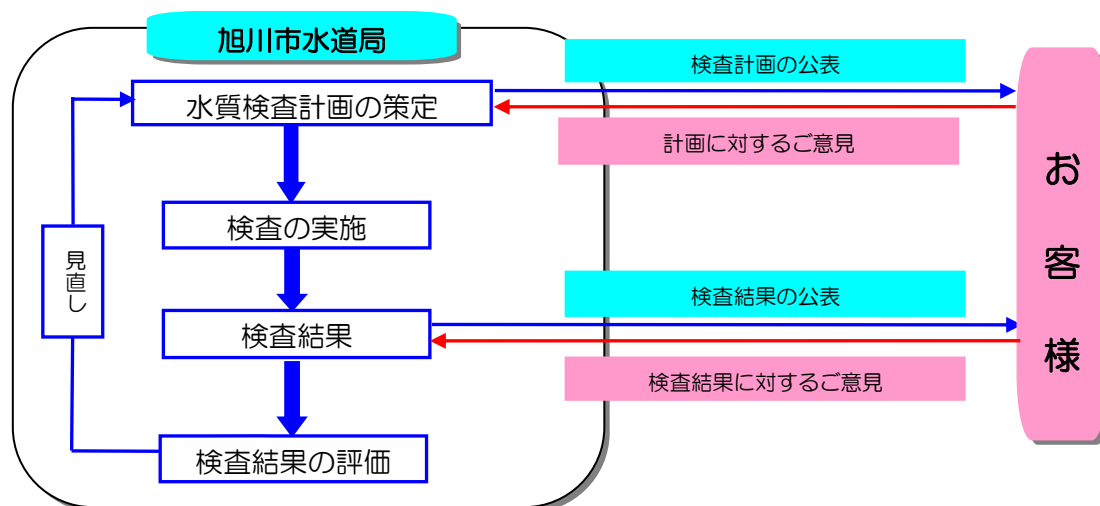 旭川市水道局
検査計画の公表
水質検査計画の策定
計画に対するご意見
お客様
検査の実施
見直し
検査結果の公表
検査結果
検査結果に対するご意見
検査結果の評価